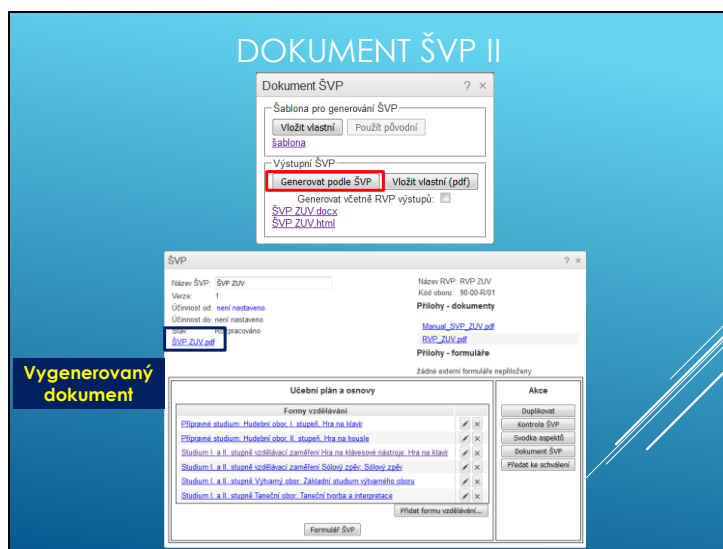 DOKUMENT ŠVP II
Dokument ŠVP ? ×
Šablona pro generování ŠVP
Vložit vlastní Použít původní
šablona
Výstupní ŠVP
Generovat podle ŠVP Vložit vlastní (pdf)
Generovat včetně RVP výstupů:
ŠVP ZUV.docx
ŠVP ZUV.html
ŠVP ? ×
Název ŠVP: ŠVP ZUV
Verze: 1
Účinnost od: není nastaveno
Účinnost do: není nastaveno
Stav: Rozpracováno
ŠVP ZUV.pdf
Název RVP: RVP ZUV
Kód oboru: 90-00-R/01
Přílohy - dokumenty
Manual_SVP_ZUV.pdf
RVP_ZUV.pdf
Přílohy - formuláře
žádné externí formuláře nepřiloženy
Vygenerovaný
dokument
Učební plán a osnovy
Formy vzdělávání
Přípravné studium: Hudební obor, I. stupeň, Hra na klavír
Přípravné studium: Hudební obor, II. stupeň, Hra na housle
Studium I. a II. stupně vzdělávací zaměření Hra na klávesové nástroje: Hra na klavír
Studium I. a II. stupně vzdělávací zaměření Sólový zpěv: Sólový zpěv
Studium I. a II. stupně Výtvarný obor: Základní studium výtvarného oboru
Studium I. a II. stupně Taneční obor: Taneční tvorba a interpretace
Přidat formu vzdělávání...
Formulář ŠVP
Akce
Duplikovat
Kontrola ŠVP
Svodka aspektů
Dokument ŠVP
Předat ke schválení